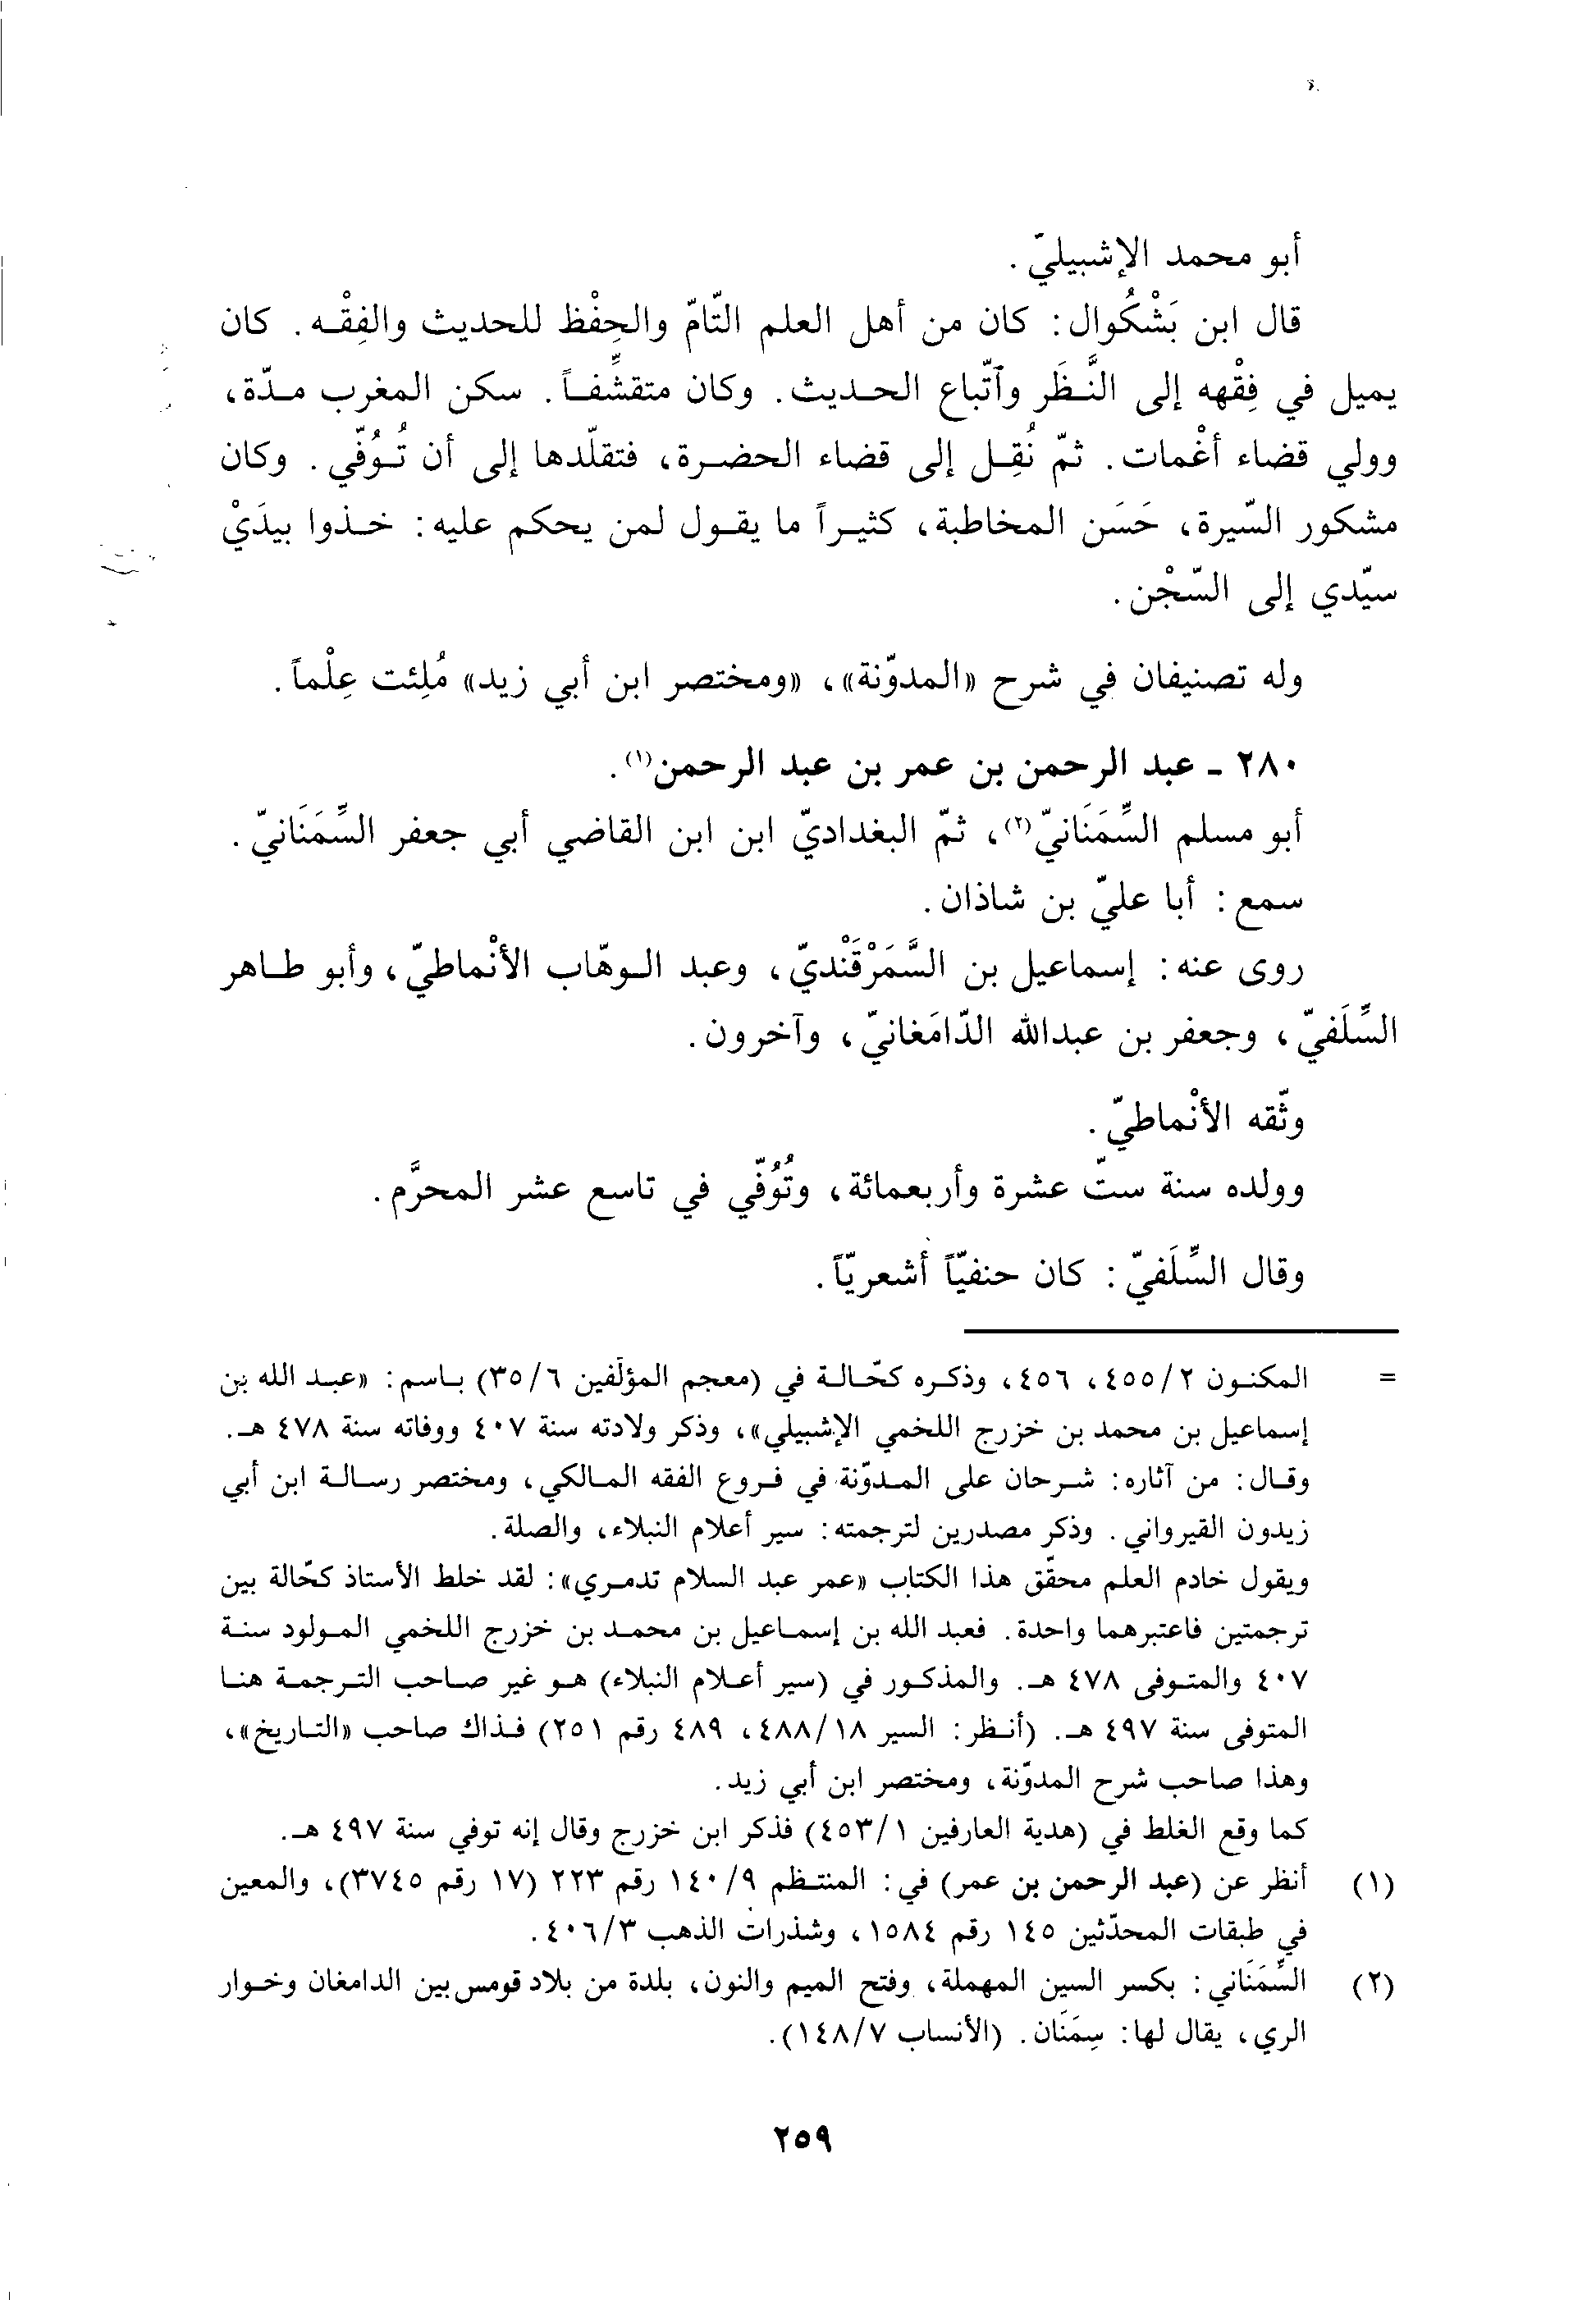 أبو محمد الإشبيليّ.
قال ابن بَشْكُوال: كان من أهل العلم التّامّ والحِفْظ للحديث والفِقْه. كان
يميل في فِقْهه إلى النَّظَر وآتّباع الحديث. وكان متقشِّفاً. سكن المغرب مدّة،
وولي قضاء أغْمات. ثمّ نُقِل إلى قضاء الحضرة، فتقلّدها إلى أن تُوُفّي. وكان
مشكور السّيرة، حَسَن المخاطبة، كثيراً ما يقول لمن يحكم عليه: خذوا بيدَيْ
سيّدي إلى السّجْن.
وله تصنيفان في شرح «المدوّنة»، «ومختصر ابن أبي زيد» مُلِئت عِلْماً.
٢٨٠ - عبد الرحمن بن عمر بن عبد الرحمن(١).
أبو مسلم السِّمَنَانيّ(٢)، ثمّ البغداديّ ابن ابن القاضي أبي جعفر السِّمَنَانيّ.
سمع: أبا عليّ بن شاذان.
روى عنه: إسماعيل بن السَّمَرْقَنْديّ، وعبد الوهّاب الأنْماطيّ، وأبو طاهر
السِّلَفيّ، وجعفر بن عبدالله الدّامَغانيّ، وآخرون.
وثّقه الأنْماطيّ.
وولده سنة ستّ عشرة وأربعمائة، وتُوُفّي في تاسع عشر المحرَّم.
وقال السِّلَفيّ: كان حنفيّاً أشعريّاً.
= المكنون ٤٥٥/٢، ٤٥٦، وذكره كحّالة في (معجم المؤلّفين ٣٥/٦) باسم: «عبد الله بن
إسماعيل بن محمد بن خزرج اللخمي الإشبيلي»، وذكر ولادته سنة ٤٠٧ ووفاته سنة ٤٧٨ هـ.
وقال: من آثاره: شرحان على المدوّنة في فروع الفقه المالكي، ومختصر رسالة ابن أبي
زيدون القيرواني. وذكر مصدرين لترجمته: سير أعلام النبلاء، والصلة.
ويقول خادم العلم محقّق هذا الكتاب «عمر عبد السلام تدمري»: لقد خلط الأستاذ كحّالة بين
ترجمتين فاعتبرهما واحدة. فعبد الله بن إسماعيل بن محمد بن خزرج اللخمي المولود سنة
٤٠٧ والمتوفى ٤٧٨ هـ. والمذكور في (سير أعلام النبلاء) هو غير صاحب الترجمة هنا
المتوفى سنة ٤٩٧ هـ. (أنظر: السير ٤٨٨/١٨، ٤٨٩ رقم ٢٥١) فذاك صاحب «التاريخ»،
وهذا صاحب شرح المدوّنة، ومختصر ابن أبي زيد.
كما وقع الغلط في (هدية العارفين ٤٥٣/١) فذكر ابن خزرج وقال إنه توفي سنة ٤٩٧ هـ.
(١) أنظر عن (عبد الرحمن بن عمر) في: المنتظم ١٤٠/٩ رقم ٢٢٣ (١٧ رقم ٣٧٤٥)، والمعين
في طبقات المحدّثين ١٤٥ رقم ١٥٨٤، وشذرات الذهب ٤٠٦/٣.
(٢) السِّمَنَاني: بكسر السين المهملة، وفتح الميم والنون، بلدة من بلاد قومس بين الدامغان وخوار
الري، يقال لها: سِمَنَان. (الأنساب ١٤٨/٧).
٢٥٩